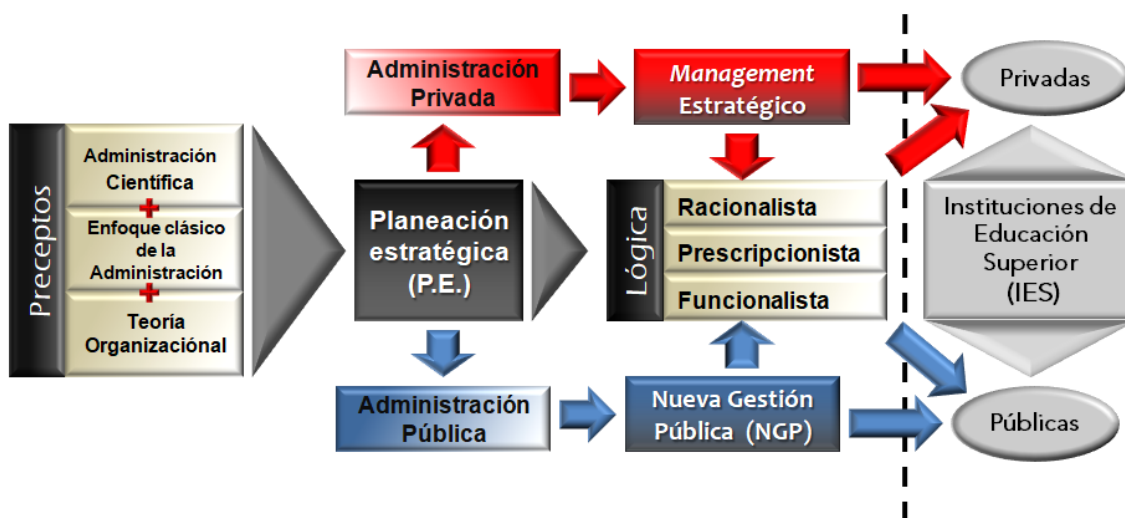 Preceptos
Administración
Científica
+
Enfoque clásico
de la
Administración
+
Teoría
Organizaciónal
Administración
Privada
Management
Estratégico
Planeación
estratégica
(P.E.)
Lógica
Racionalista
Prescripcionista
Funcionalista
Administración
Pública
Nueva Gestión
Pública (NGP)
Privadas
Instituciones de
Educación
Superior
(IES)
Públicas